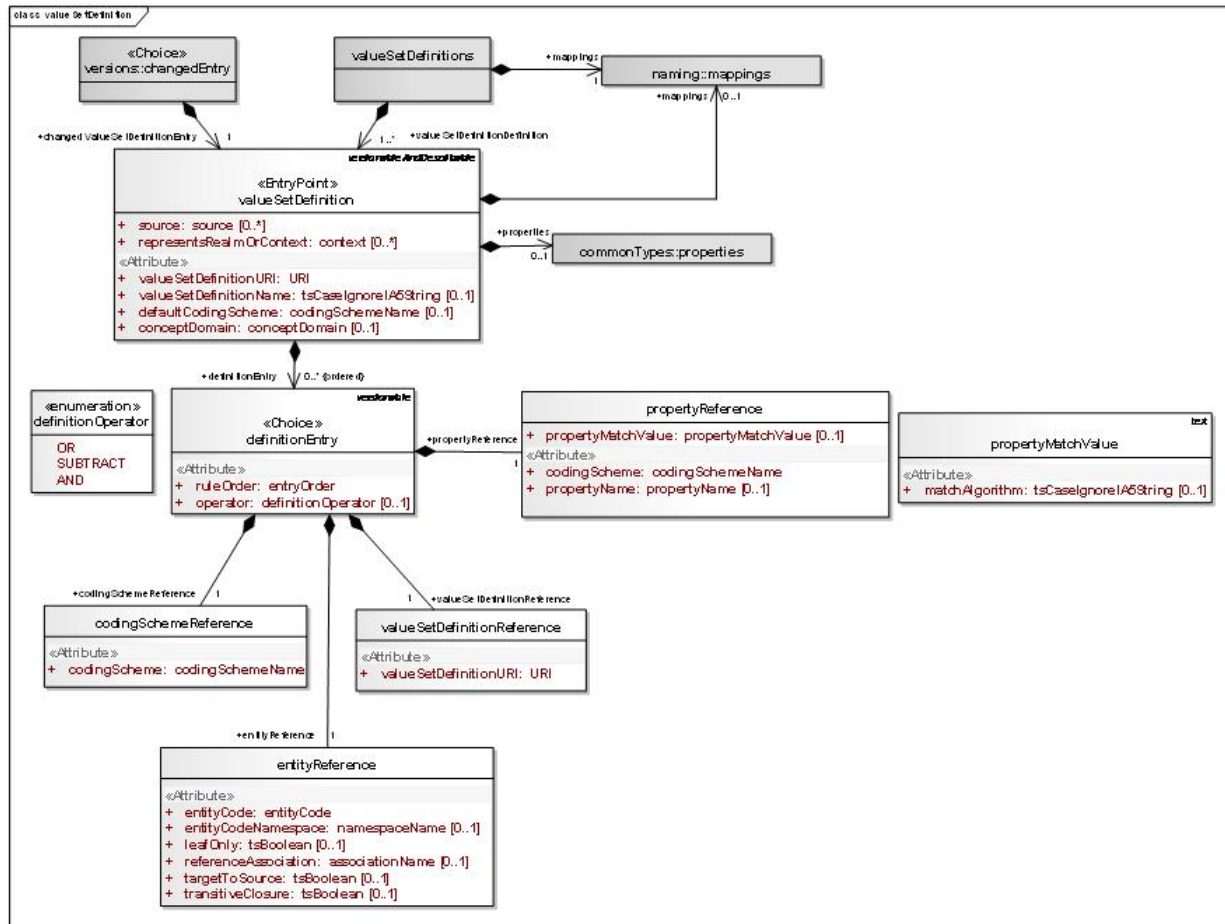 class valueSetDefinition
«Choice»
versions::changedEntry
valueSetDefinitions
+mappings
1
naming::mappings
+mappings
0..1
+changedValueSetDefinitionEntry
1
1..*
+valueSetDefinitionDefinition
versionableAndDescribable
«EntryPoint»
valueSetDefinition
+ source: source [0..*]
+ representsRealmOrContext: context [0..*]
«Attribute»
+ valueSetDefinitionURI: URI
+ valueSetDefinitionName: tsCaseIgnoreIA5String [0..1]
+ defaultCodingScheme: codingSchemeName [0..1]
+ conceptDomain: conceptDomain [0..1]
+properties
0..1
commonTypes::properties
+definitionEntry
0..* {ordered}
«enumeration»
definitionOperator
OR
SUBTRACT
AND
versionable
«Choice»
definitionEntry
«Attribute»
+ ruleOrder: entryOrder
+ operator: definitionOperator [0..1]
+propertyReference
1
propertyReference
+ propertyMatchValue: propertyMatchValue [0..1]
«Attribute»
+ codingScheme: codingSchemeName
+ propertyName: propertyName [0..1]
text
propertyMatchValue
«Attribute»
+ matchAlgorithm: tsCaseIgnoreIA5String [0..1]
+codingSchemeReference
1
codingSchemeReference
«Attribute»
+ codingScheme: codingSchemeName
1
+valueSetDefinitionReference
valueSetDefinitionReference
«Attribute»
+ valueSetDefinitionURI: URI
+entityReference
1
entityReference
«Attribute»
+ entityCode: entityCode
+ entityCodeNamespace: namespaceName [0..1]
+ leafOnly: tsBoolean [0..1]
+ referenceAssociation: associationName [0..1]
+ targetToSource: tsBoolean [0..1]
+ transitiveClosure: tsBoolean [0..1]